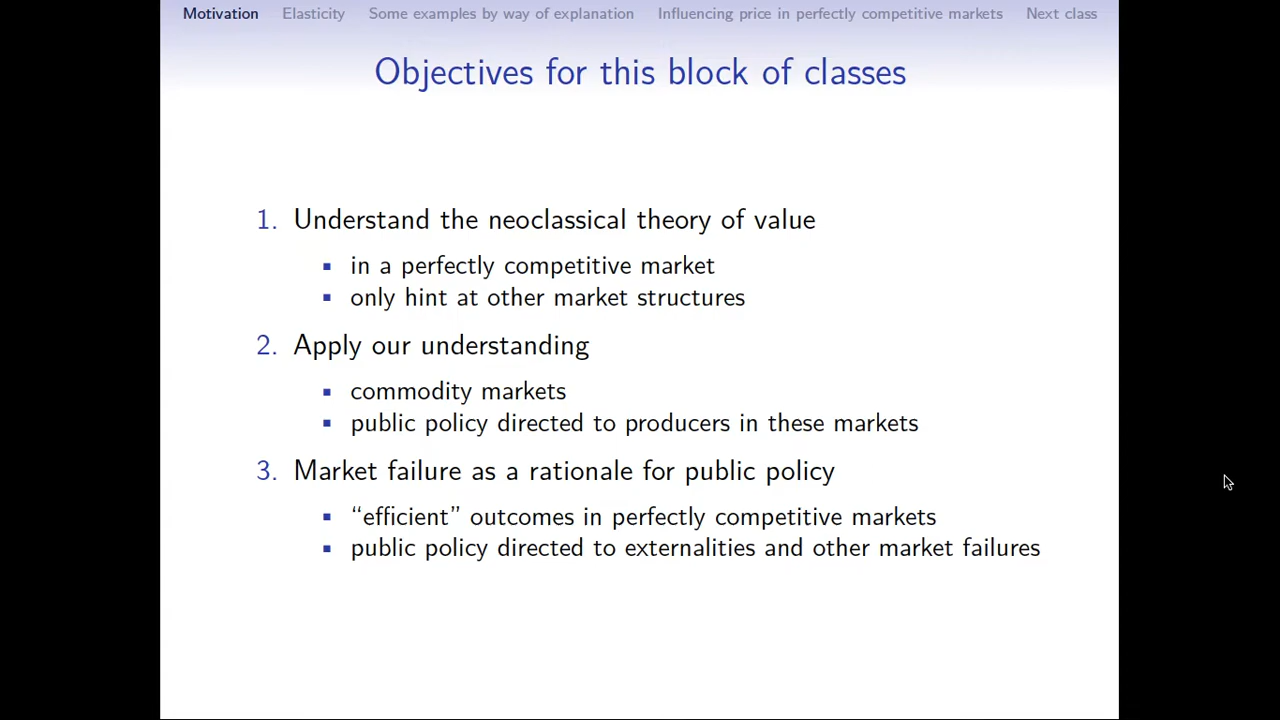 Motivation Elasticity Some examples by way of explanation Influencing price in perfectly competitive markets Next class
Objectives for this block of classes
1. Understand the neoclassical theory of value
▪ in a perfectly competitive market
▪ only hint at other market structures
2. Apply our understanding
▪ commodity markets
▪ public policy directed to producers in these markets
3. Market failure as a rationale for public policy
▪ “efficient” outcomes in perfectly competitive markets
▪ public policy directed to externalities and other market failures